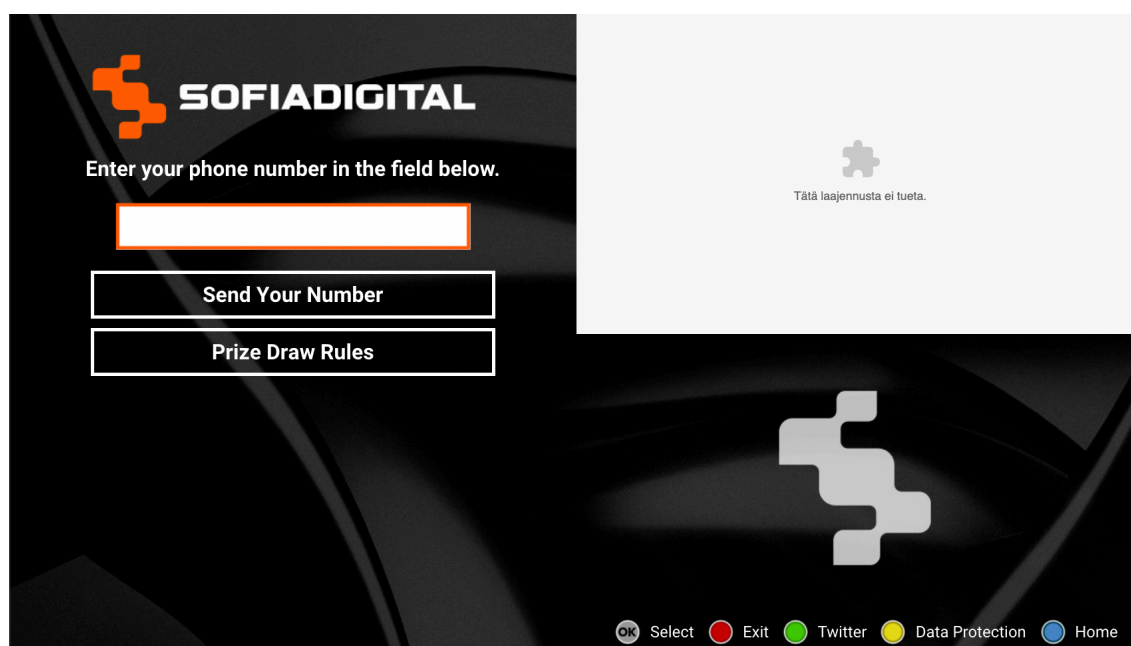 SOFIADIGITAL
Enter your phone number in the field below.
Send Your Number
Prize Draw Rules
Tätä laajennusta ei tueta.
OK Select Exit Twitter Data Protection Home